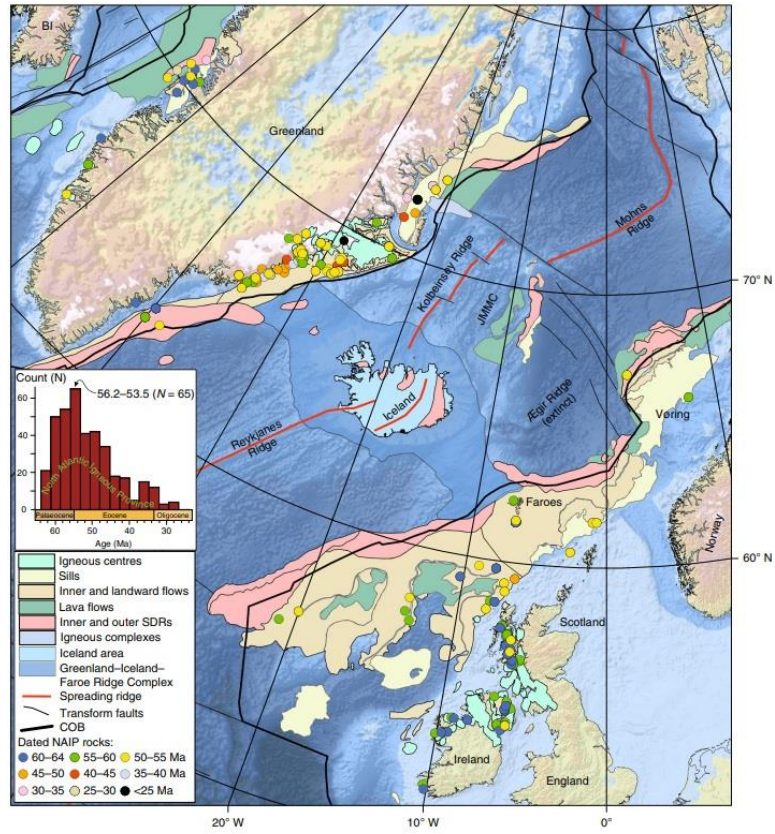 BI
Greenland
Mohns
Ridge
Kolbeinsey Ridge
JMMC
70° N
Iceland
Ægir Ridge
(extinct)
Vøring
Reykjanes
Ridge
Count (N)
56.2–53.5 (N = 65)
60
40
20
0
North Atlantic Igneous Province
Palaeocene Eocene Oligocene
60 50 40 30
Age (Ma)
Faroes
Norway
60° N
Scotland
Ireland
England
Igneous centres
Sills
Inner and landward flows
Lava flows
Inner and outer SDRs
Igneous complexes
Iceland area
Greenland–Iceland–
Faroe Ridge Complex
Spreading ridge
Transform faults
COB
Dated NAIP rocks:
60–64 55–60 50–55 Ma
45–50 40–45 35–40 Ma
30–35 25–30 <25 Ma
20° W 10° W 0°